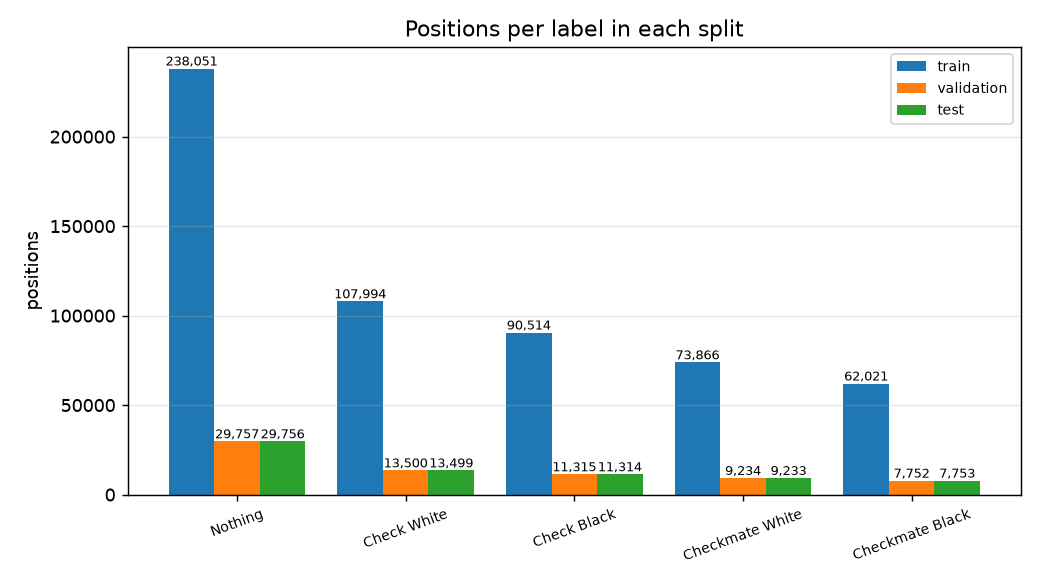 Positions per label in each split
train
validation
test
positions
200000
150000
100000
50000
0
238,051
29,757
29,756
107,994
13,500
13,499
90,514
11,315
11,314
73,866
9,234
9,233
62,021
7,752
7,753
Nothing
Check White
Check Black
Checkmate White
Checkmate Black